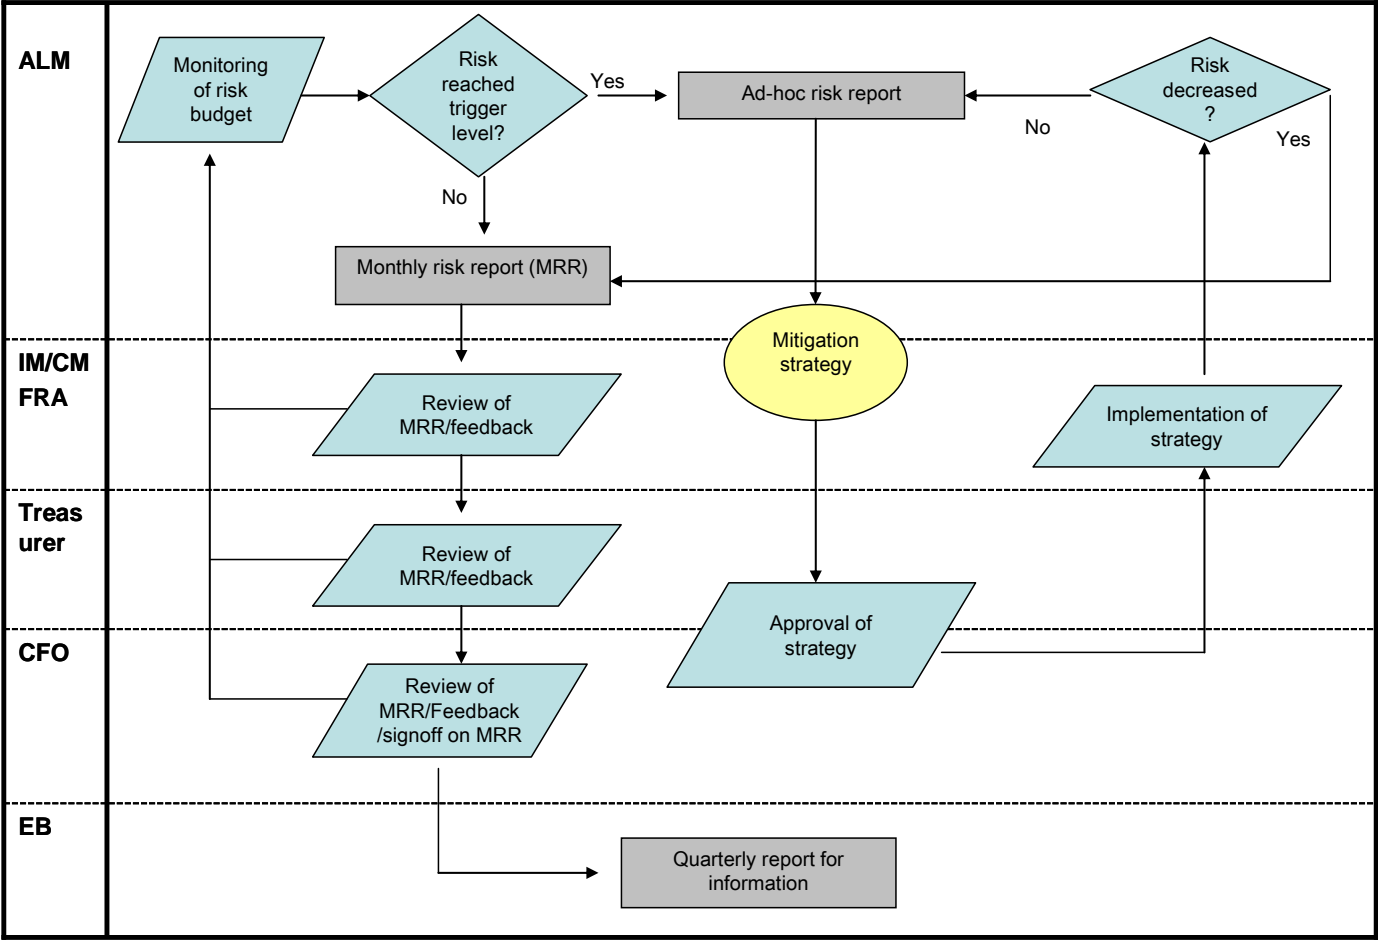 ALM
Monitoring
of risk
budget
Risk
reached
trigger
level?
Yes
Ad-hoc risk report
Risk
decreased
?
No
Yes
No
Monthly risk report (MRR)
Mitigation
strategy
IM/CM
FRA
Review of
MRR/feedback
Implementation of
strategy
Treas
urer
Review of
MRR/feedback
Approval of
strategy
CFO
Review of
MRR/Feedback
/signoff on MRR
EB
Quarterly report for
information